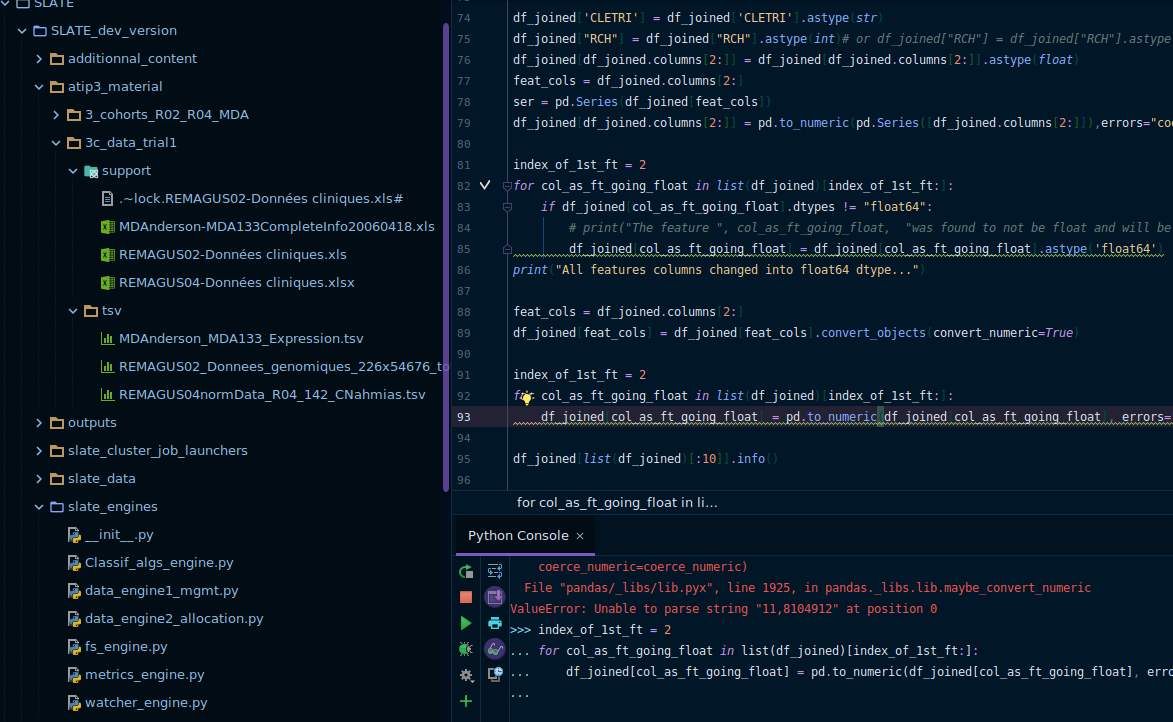 SLATE
SLATE_dev_version
additionnal_content
atip3_material
3_cohorts_R02_R04_MDA
3c_data_trial1
support
.~lock.REMAGUS02-Données cliniques.xls#
MDAnderson-MDA133CompleteInfo20060418.xls
REMAGUS02-Données cliniques.xls
REMAGUS04-Données cliniques.xlsx
tsv
MDAnderson_MDA133_Expression.tsv
REMAGUS02_Donnees_genomiques_226x54676_to
REMAGUS04normData_R04_142_CNahmias.tsv
outputs
slate_cluster_job_launchers
slate_data
slate_engines
__init__.py
Classif_algs_engine.py
data_engine1_mgmt.py
data_engine2_allocation.py
fs_engine.py
metrics_engine.py
watcher_engine.py
74 df_joined['CLETRI'] = df_joined['CLETRI'].astype(str)
75 df_joined["RCH"] = df_joined["RCH"].astype(int)# or df_joined["RCH"] = df_joined["RCH"].astype
76 df_joined[df_joined.columns[2:]] = df_joined[df_joined.columns[2:]].astype(float)
77 feat_cols = df_joined.columns[2:]
78 ser = pd.Series(df_joined[feat_cols])
79 df_joined[df_joined.columns[2:]] = pd.to_numeric(pd.Series([df_joined.columns[2:]]),errors="coe
80
81 index_of_1st_ft = 2
82 for col_as_ft_going_float in list(df_joined)[index_of_1st_ft:]:
83 if df_joined[col_as_ft_going_float].dtypes != "float64":
84 # print("The feature ", col_as_ft_going_float, "was found to not be float and will be
85 df_joined[col_as_ft_going_float] = df_joined[col_as_ft_going_float].astype('float64')
86 print("All features columns changed into float64 dtype...")
87
88 feat_cols = df_joined.columns[2:]
89 df_joined[feat_cols] = df_joined[feat_cols].convert_objects(convert_numeric=True)
90
91 index_of_1st_ft = 2
92 for col_as_ft_going_float in list(df_joined)[index_of_1st_ft:]:
93 df_joined[col_as_ft_going_float] = pd.to_numeric(df_joined[col_as_ft_going_float], errors=
94
95 df_joined[list(df_joined)[:10]].info()
96
for col_as_ft_going_float in li...
Python Console ×
coerce_numeric=coerce_numeric)
File "pandas/_libs/lib.pyx", line 1925, in pandas._libs.lib.maybe_convert_numeric
ValueError: Unable to parse string "11,8104912" at position 0
>>> index_of_1st_ft = 2
... for col_as_ft_going_float in list(df_joined)[index_of_1st_ft:]:
... df_joined[col_as_ft_going_float] = pd.to_numeric(df_joined[col_as_ft_going_float], erro
...